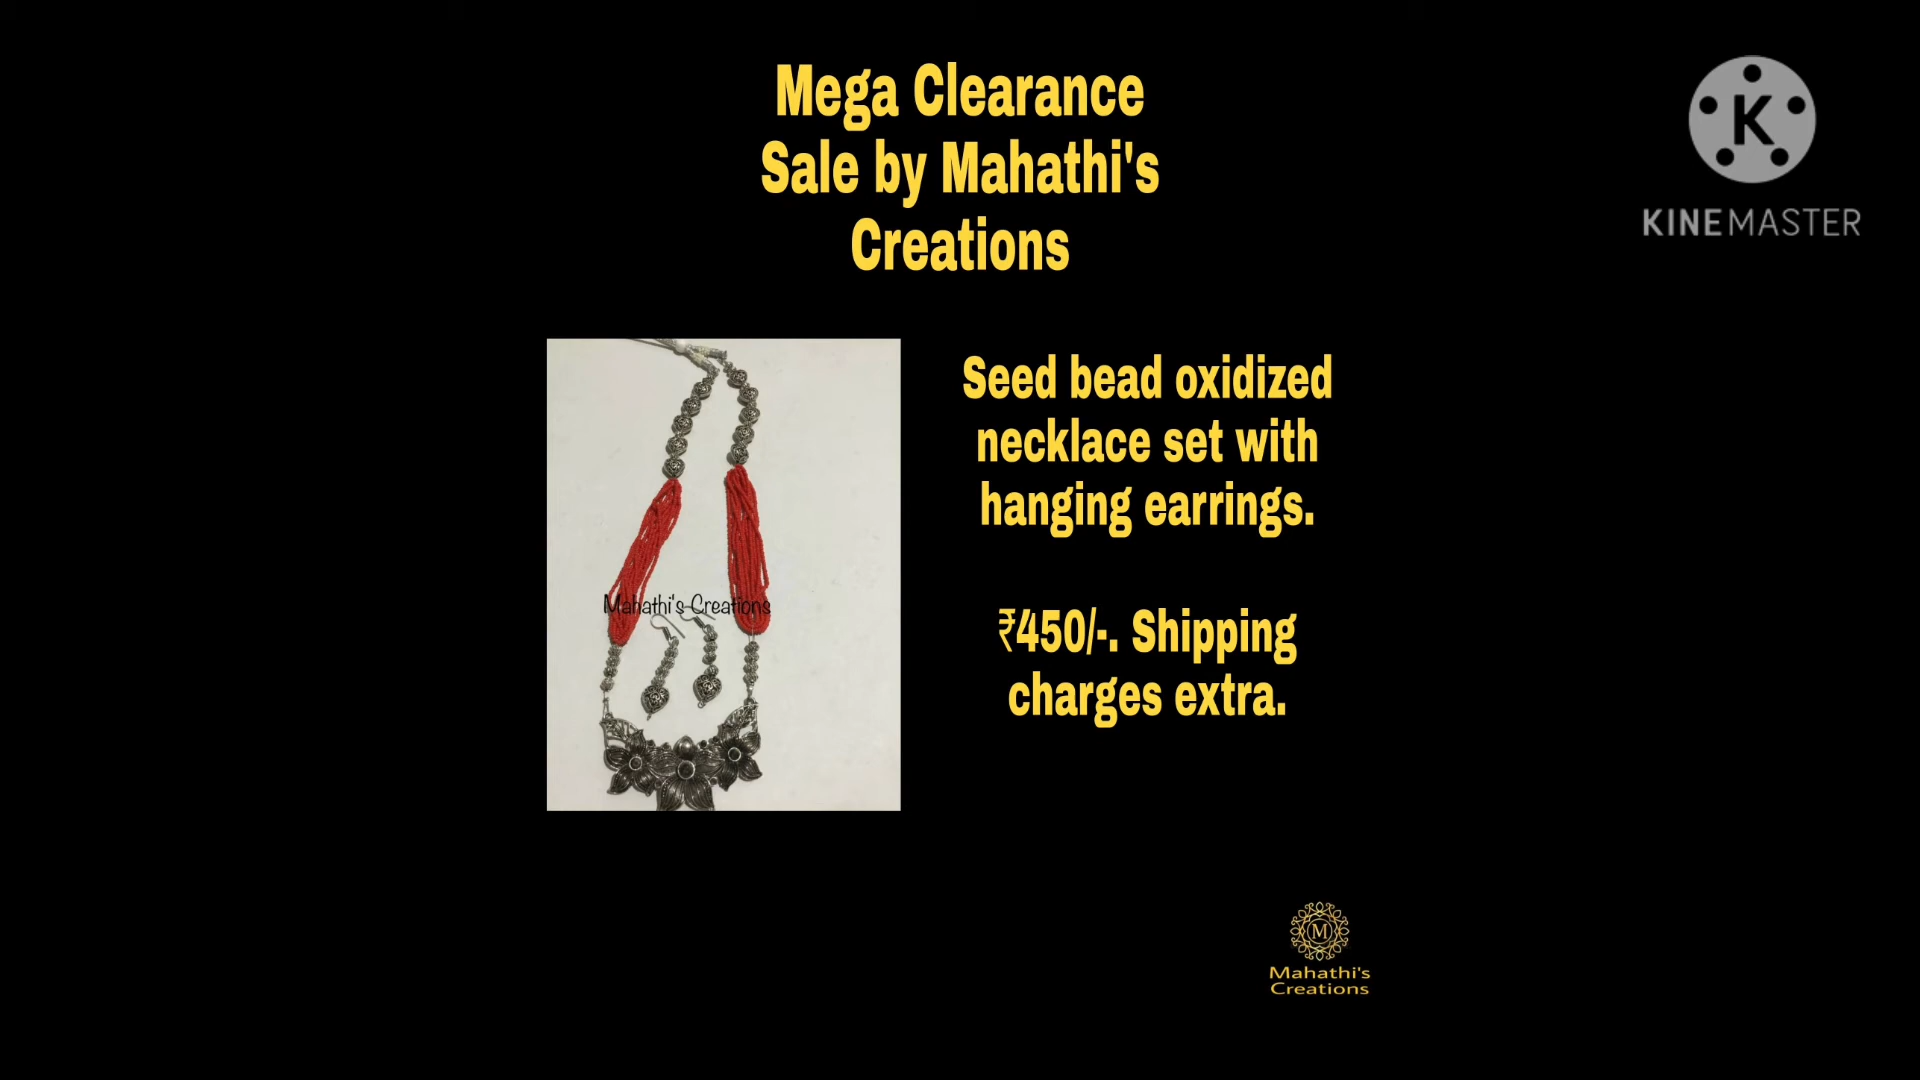 Mega Clearance
Sale by Mahathi's
Creations
K
KINEMASTER
Seed bead oxidized
necklace set with
hanging earrings.
₹450/-. Shipping
charges extra.
Mahathi's Creations
M
Mahathi's
Creations